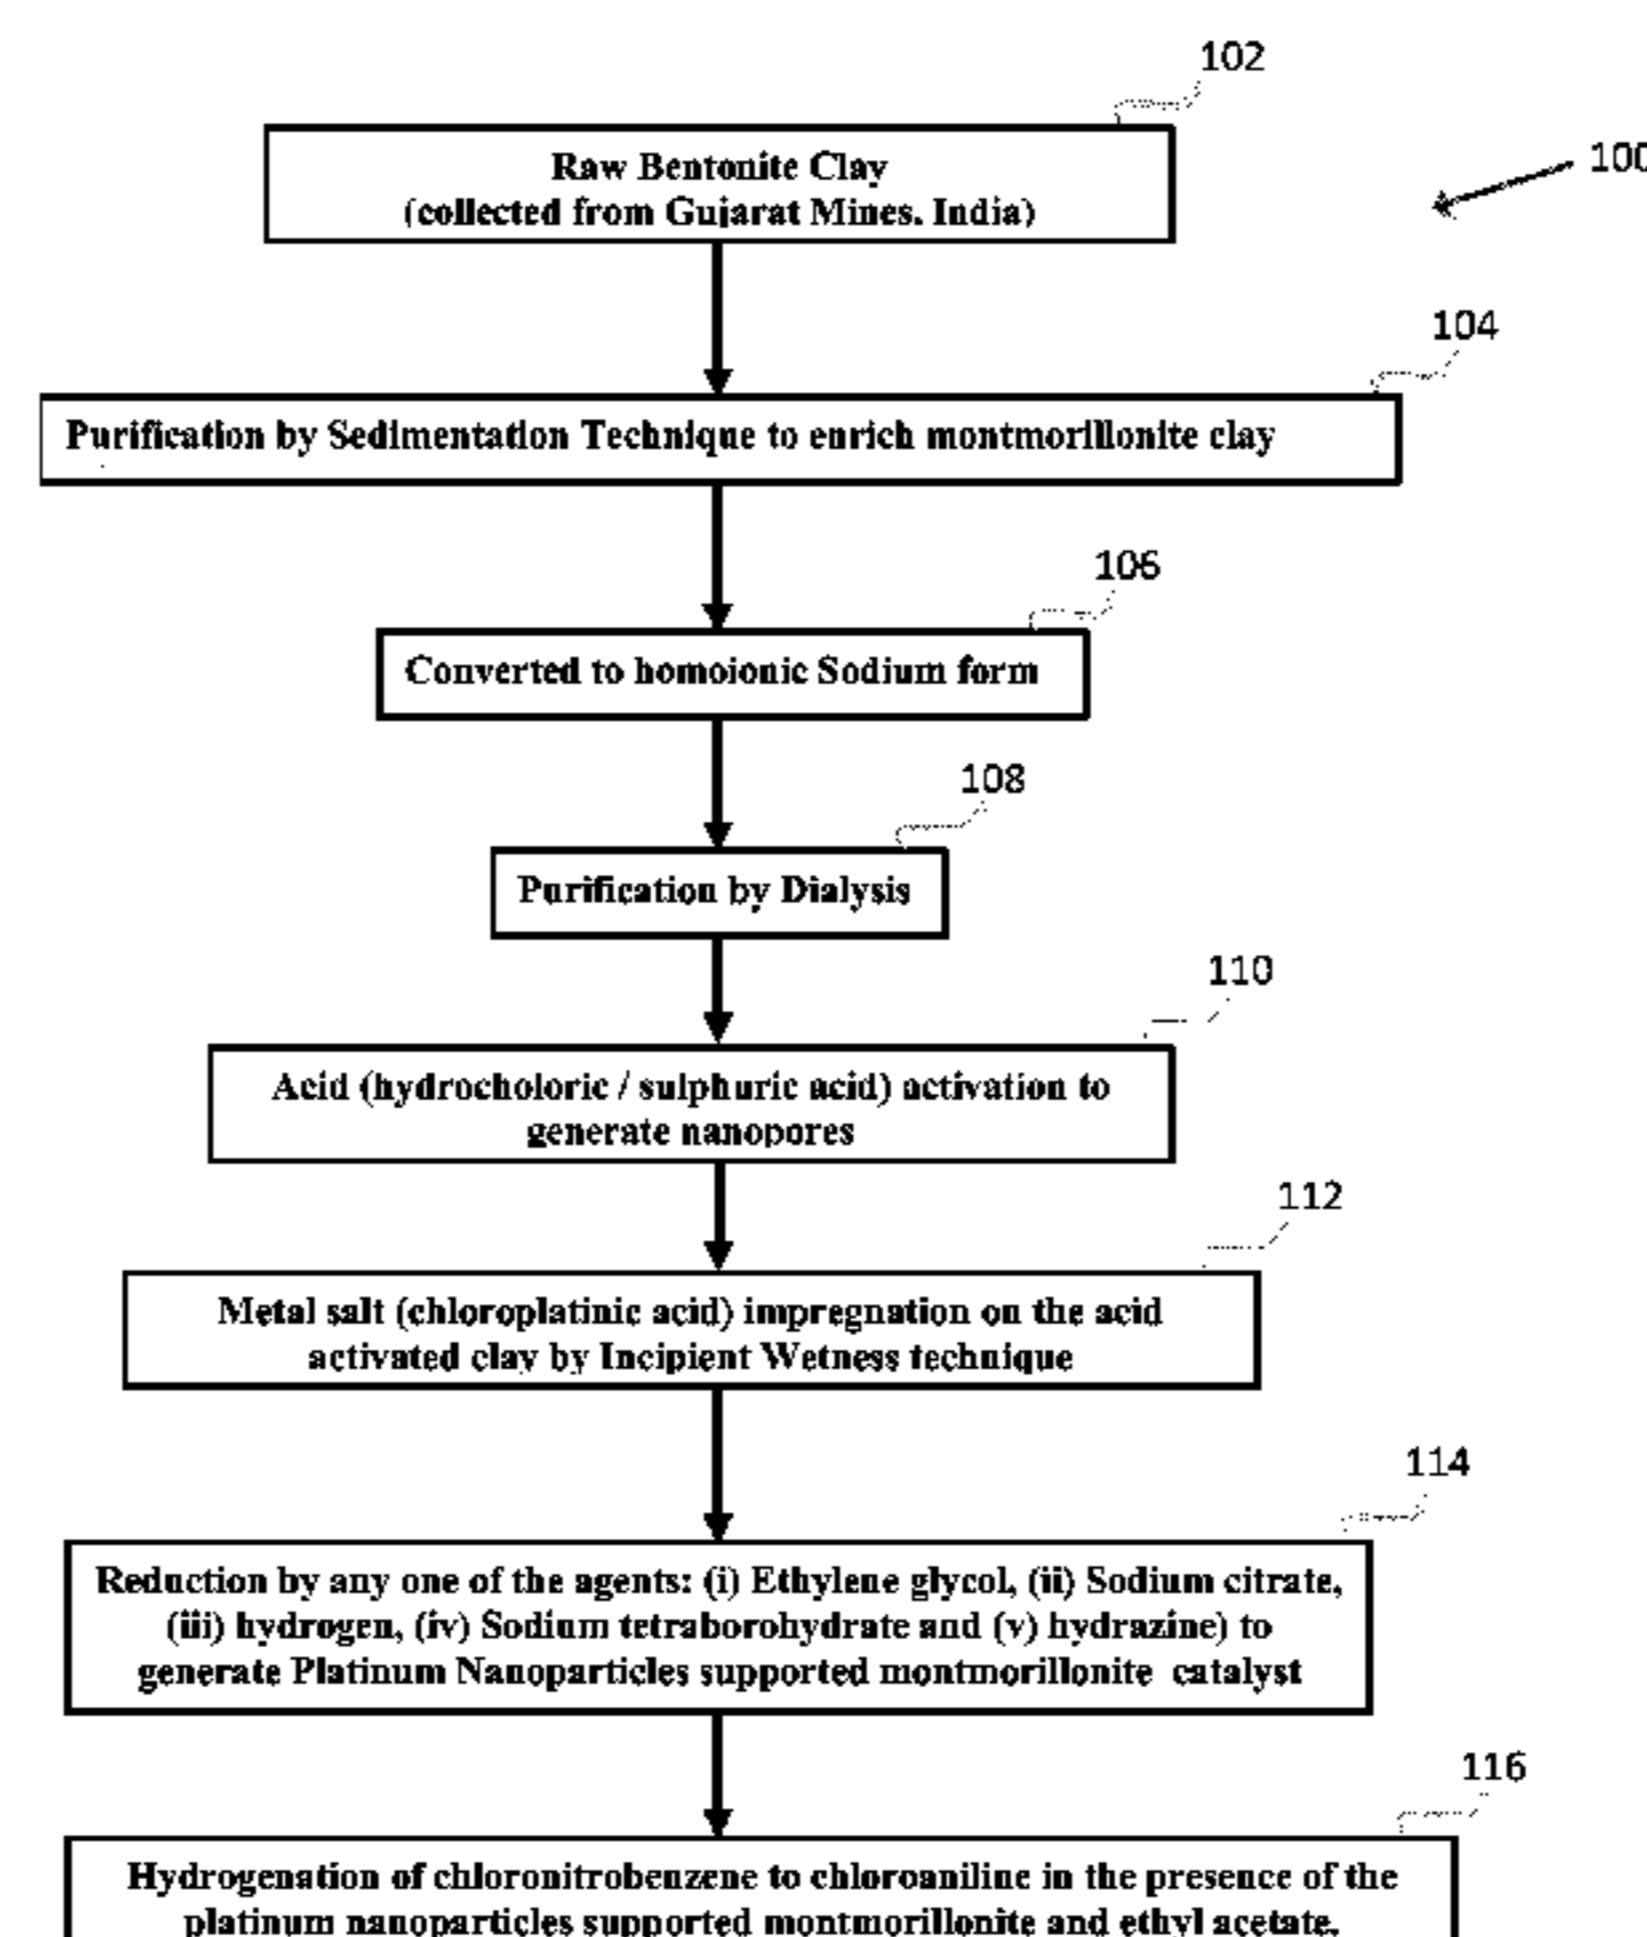 102
Raw Bentonite Clay
(collected from Gujarat Mines. India)
100
104
Purification by Sedimentation Technique to enrich montmorillonite clay
106
Converted to homoionic Sodium form
108
Purification by Dialysis
110
Acid (hydrocholoric / sulphuric acid) activation to
generate nanopores
112
Metal salt (chloroplatinic acid) impregnation on the acid
activated clay by Incipient Wetness technique
114
Reduction by any one of the agents: (i) Ethylene glycol, (ii) Sodium citrate,
(iii) hydrogen, (iv) Sodium tetraborohydrate and (v) hydrazine) to
generate Platinum Nanoparticles supported montmorillonite catalyst
116
Hydrogenation of chloronitrobenzene to chloroaniline in the presence of the
platinum nanoparticles supported montmorillonite and ethyl acetate.